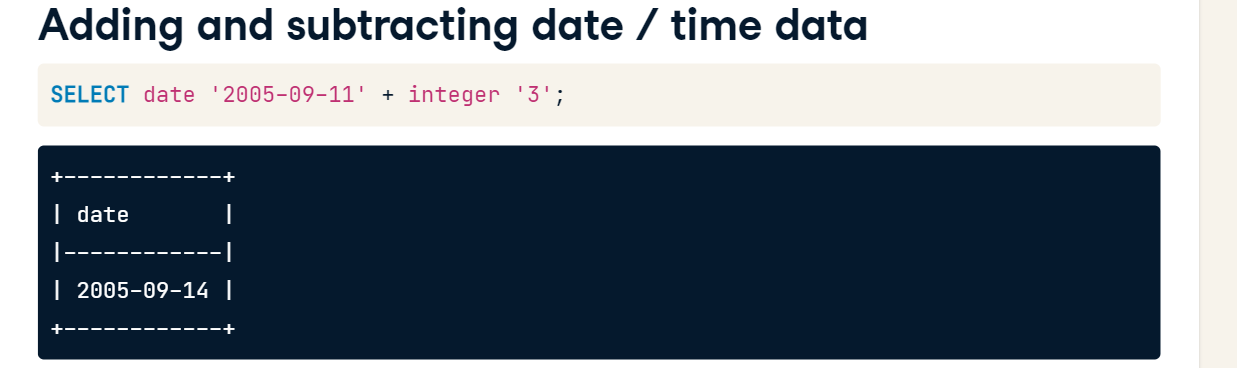 Adding and subtracting date / time data
SELECT date '2005-09-11' + integer '3';
+------------+
| date       |
|------------|
| 2005-09-14 |
+------------+